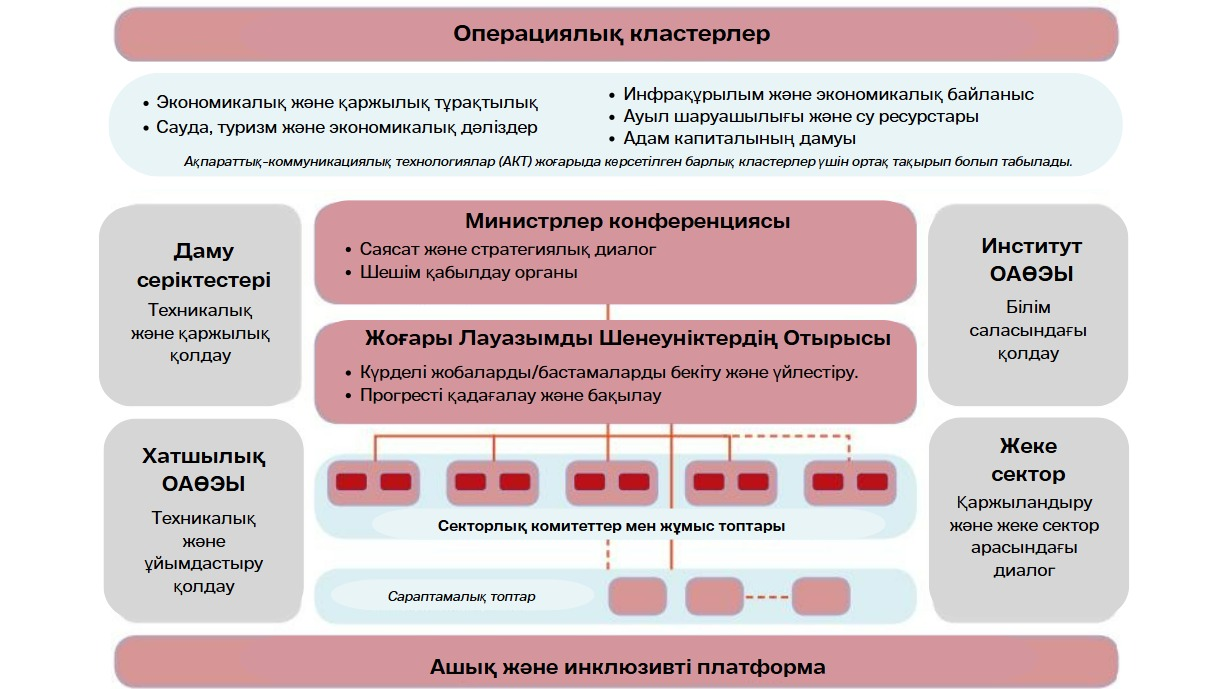 Операциялық кластерлер
• Экономикалық және қаржылық тұрақтылық
• Сауда, туризм және экономикалық дәліздер
• Инфрақұрылым және экономикалық байланыс
• Ауыл шаруашылығы және су ресурстары
• Адам капиталының дамуы
Ақпараттық-коммуникациялық технологиялар (АКТ) жоғарыда көрсетілген барлық кластерлер үшін ортақ тақырып болып табылады.
Даму
серіктестері
Техникалық
және қаржылық
қолдау
Министрлер конференциясы
• Саясат және стратегиялық диалог
• Шешім қабылдау органы
Институт
ОАӨЭЫ
Білім
саласындағы
қолдау
Жоғары Лауазымды Шенеуніктердің Отырысы
• Күрделі жобаларды/бастамаларды бекіту және үйлестіру.
• Прогресті қадағалау және бақылау
Хатшылық
ОАӨЭЫ
Техникалық
және
ұйымдастыру
қолдау
Секторлық комитеттер мен жұмыс топтары
Сараптамалық топтар
Жеке
сектор
Қаржыландыру
және жеке сектор
арасындағы
диалог
Ашық және инклюзивті платформа